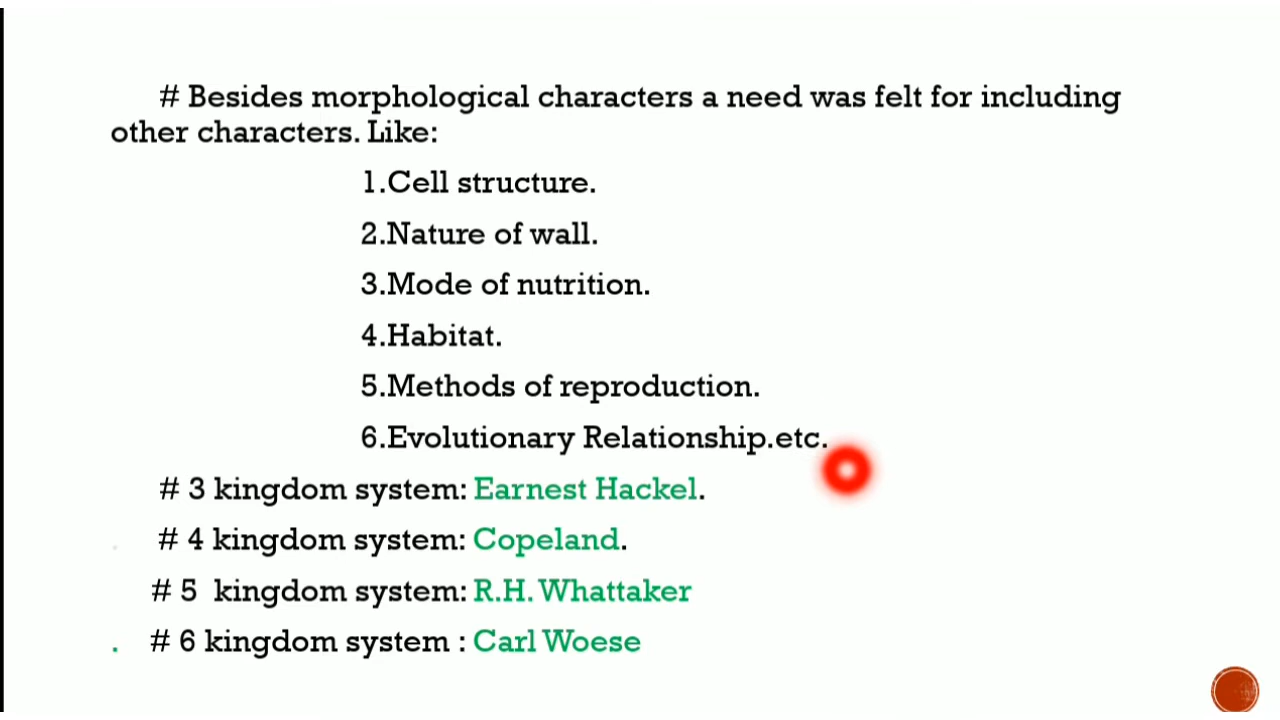 # Besides morphological characters a need was felt for including
other characters. Like:
1.Cell structure.
2.Nature of wall.
3.Mode of nutrition.
4.Habitat.
5.Methods of reproduction.
6.Evolutionary Relationship.etc.
# 3 kingdom system: Earnest Hackel.
. # 4 kingdom system: Copeland.
# 5 kingdom system: R.H. Whattaker
. # 6 kingdom system : Carl Woese